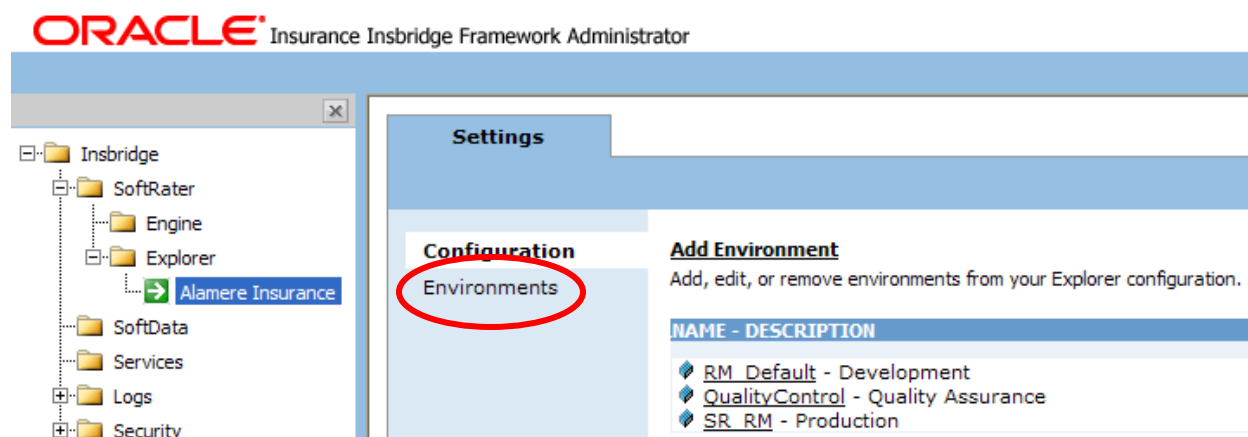 ORACLE Insurance Insbridge Framework Administrator
Insbridge
SoftRater
Engine
Explorer
Alamere Insurance
SoftData
Services
Logs
Security
Settings
Configuration
Environments
Add Environment
Add, edit, or remove environments from your Explorer configuration.
NAME - DESCRIPTION
RM_Default - Development
QualityControl - Quality Assurance
SR_RM - Production